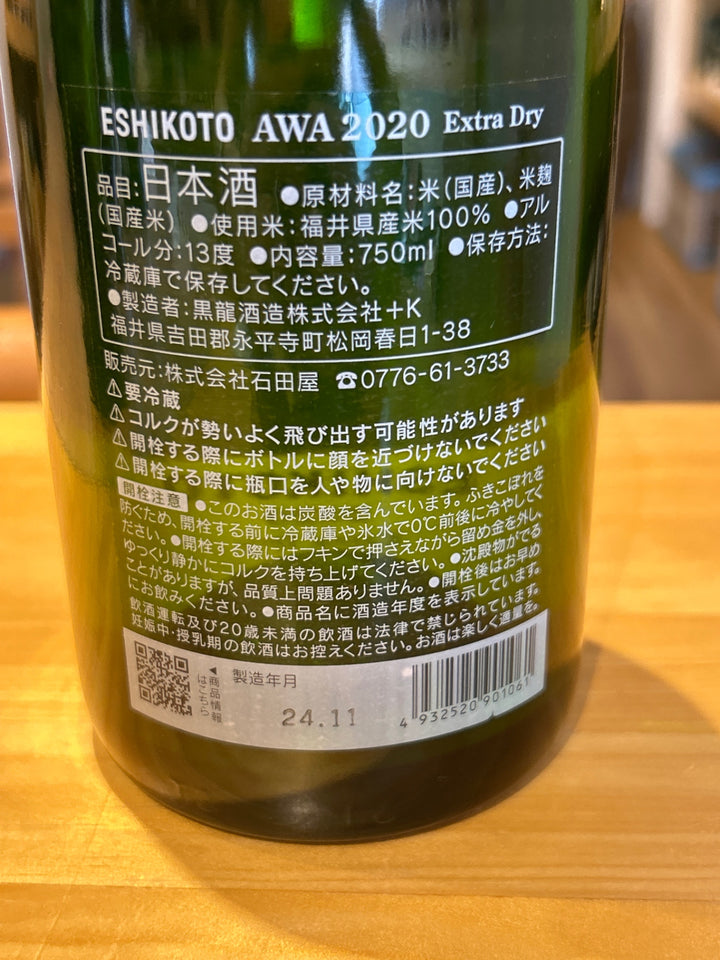 ESHIKOTO AWA 2020 Extra Dry
品目:日本酒 ●原材料名:米(国産)、米麹
(国産米) ●使用米:福井県産米100% ●アル
コール分:13度 ●内容量:750ml ●保存方法:
冷蔵庫で保存してください。
●製造者:黒龍酒造株式会社+K
福井県吉田郡永平寺町松岡春日1-38
販売元:株式会社石田屋 ☎0776-61-3733
⚠要冷蔵
⚠コルクが勢いよく飛び出す可能性があります
⚠開栓する際にボトルに顔を近づけないでください
⚠開栓する際に瓶口を人や物に向けないでください
開栓注意 ●このお酒は炭酸を含んでいます。ふきこぼれを
防ぐため、開栓する前に冷蔵庫や氷水で0℃前後に冷やしてく
ださい。●開栓する際にはフキンで押さえながら留め金を外し、
ゆっくり静かにコルクを持ち上げてください。●沈殿物がでる
ことがありますが、品質上問題ありません。●開栓後はお早め
にお飲みください。●商品名に酒造年度を表示しています。
飲酒運転及び20歳未満の飲酒は法律で禁じられています。
妊娠中・授乳期の飲酒はお控えください。お酒は楽しく適量を。
◀商品情報
はこちら
製造年月
24.11
4 932520 901061